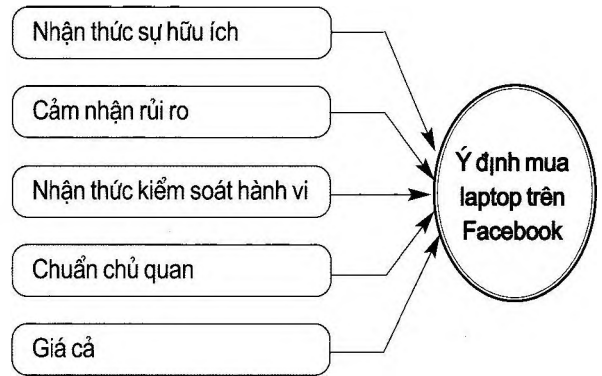 Nhận thức sự hữu ích
Cảm nhận rủi ro
Nhận thức kiểm soát hành vi
Chuẩn chủ quan
Giá cả
Ý định mua
laptop trên
Facebook